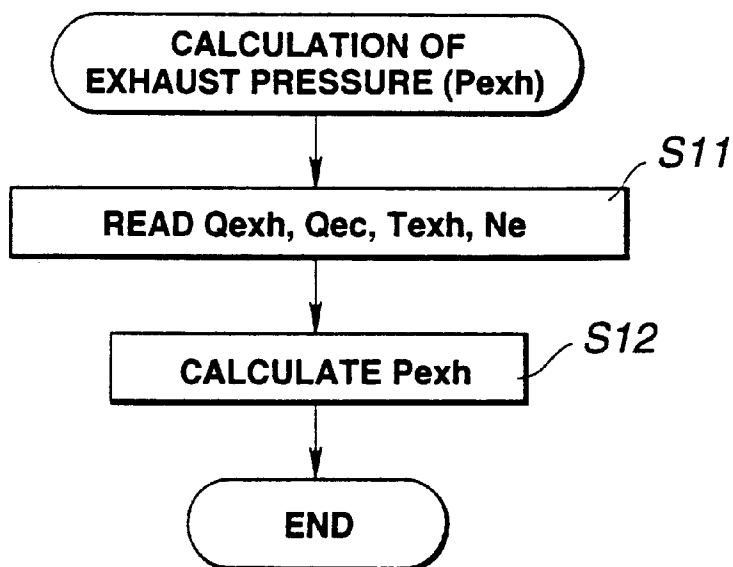 CALCULATION OF
EXHAUST PRESSURE (Pexh)
S11
READ Qexh, Qec, Texh, Ne
S12
CALCULATE Pexh
END